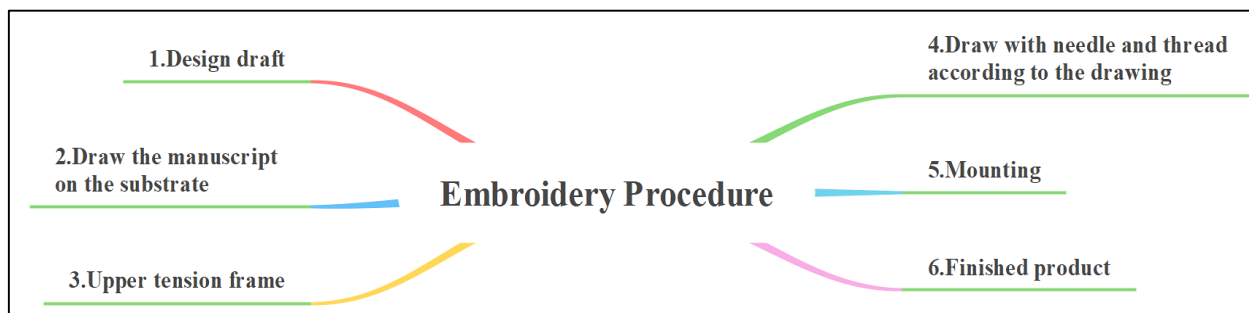 1.Design draft
2.Draw the manuscript
on the substrate
3.Upper tension frame
Embroidery Procedure
4.Draw with needle and thread
according to the drawing
5.Mounting
6.Finished product